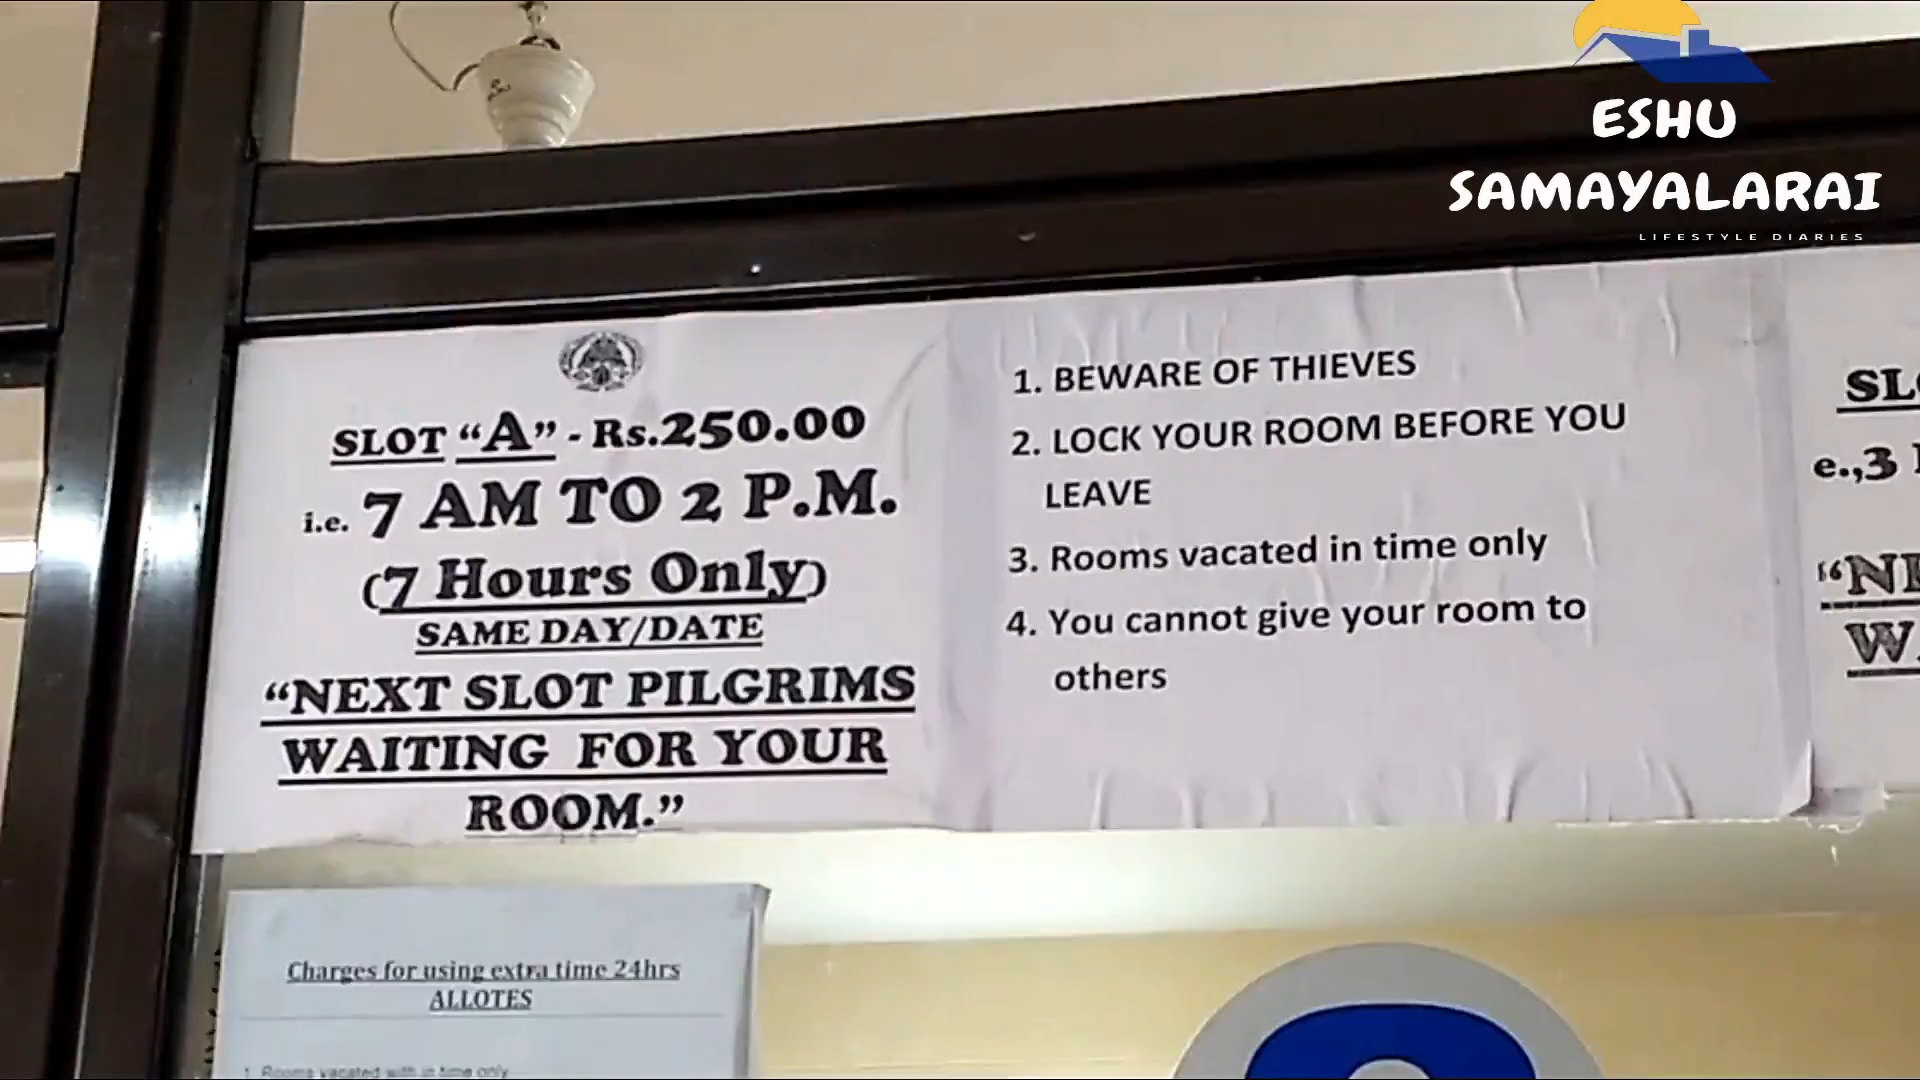 ESHU
SAMAYALARAI
LIFESTYLE DIARIES
SLOT “A” - Rs.250.00
i.e. 7 AM TO 2 P.M.
(7 Hours Only)
SAME DAY/DATE
“NEXT SLOT PILGRIMS
WAITING FOR YOUR
ROOM.”
1. BEWARE OF THIEVES
2. LOCK YOUR ROOM BEFORE YOU
LEAVE
3. Rooms vacated in time only
4. You cannot give your room to
others
e.,3
Charges for using extra time 24hrs
ALLOTES
1. Rooms vacated with in time only